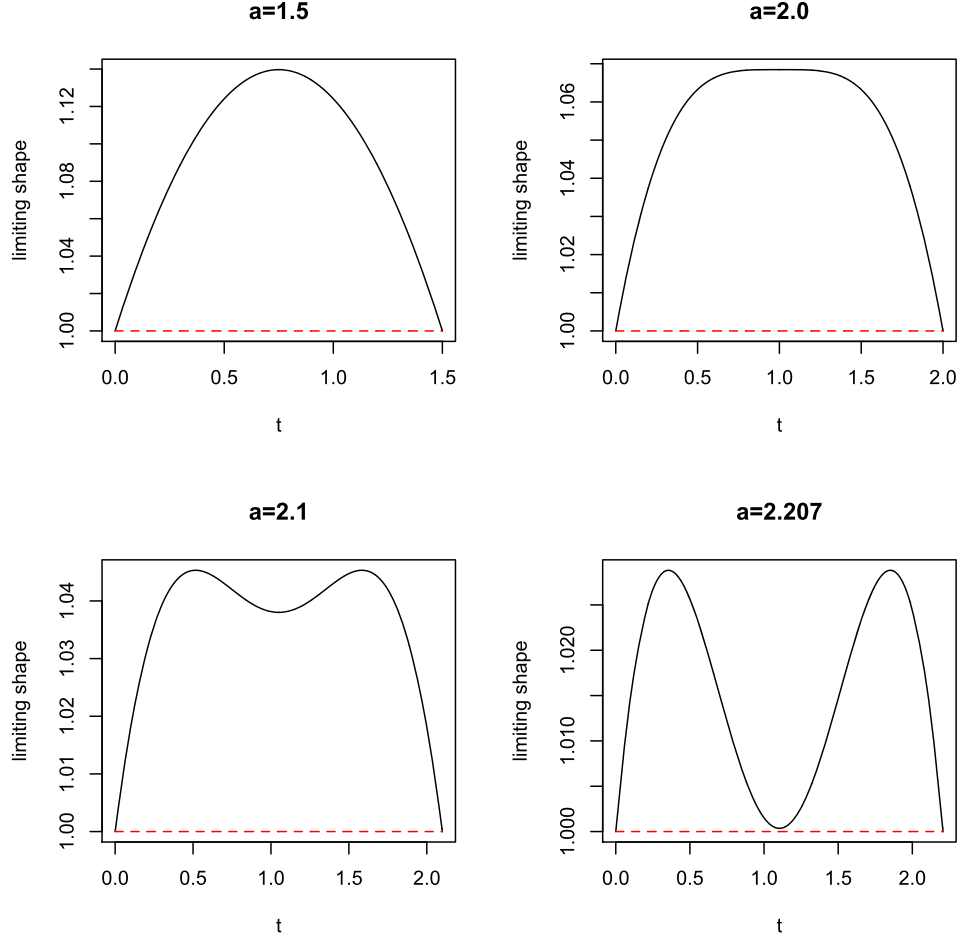 a=1.5
limiting shape
1.00 1.04 1.08 1.12
0.0 0.5 1.0 1.5
t
a=2.0
limiting shape
1.00 1.02 1.04 1.06
0.0 0.5 1.0 1.5 2.0
t
a=2.1
limiting shape
1.00 1.01 1.02 1.03 1.04
0.0 0.5 1.0 1.5 2.0
t
a=2.207
limiting shape
1.000 1.010 1.020
0.0 0.5 1.0 1.5 2.0
t